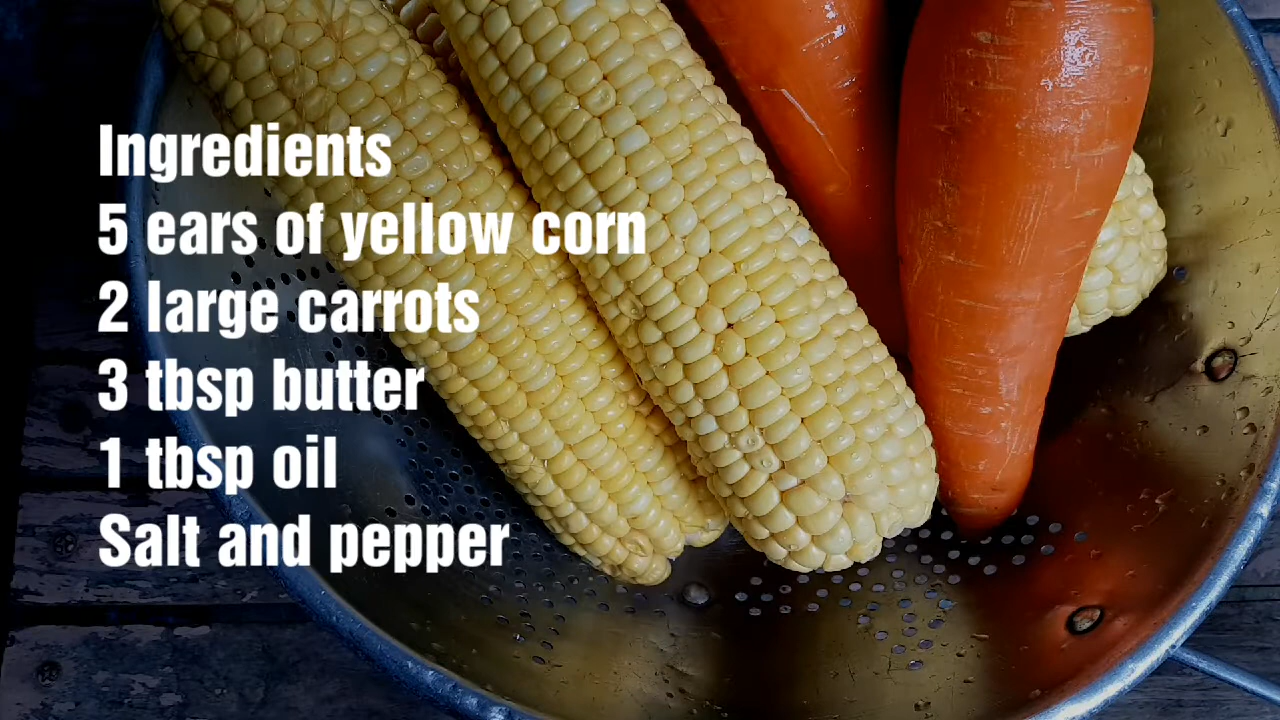 Ingredients
5 ears of yellow corn
2 large carrots
3 tbsp butter
1 tbsp oil
Salt and pepper